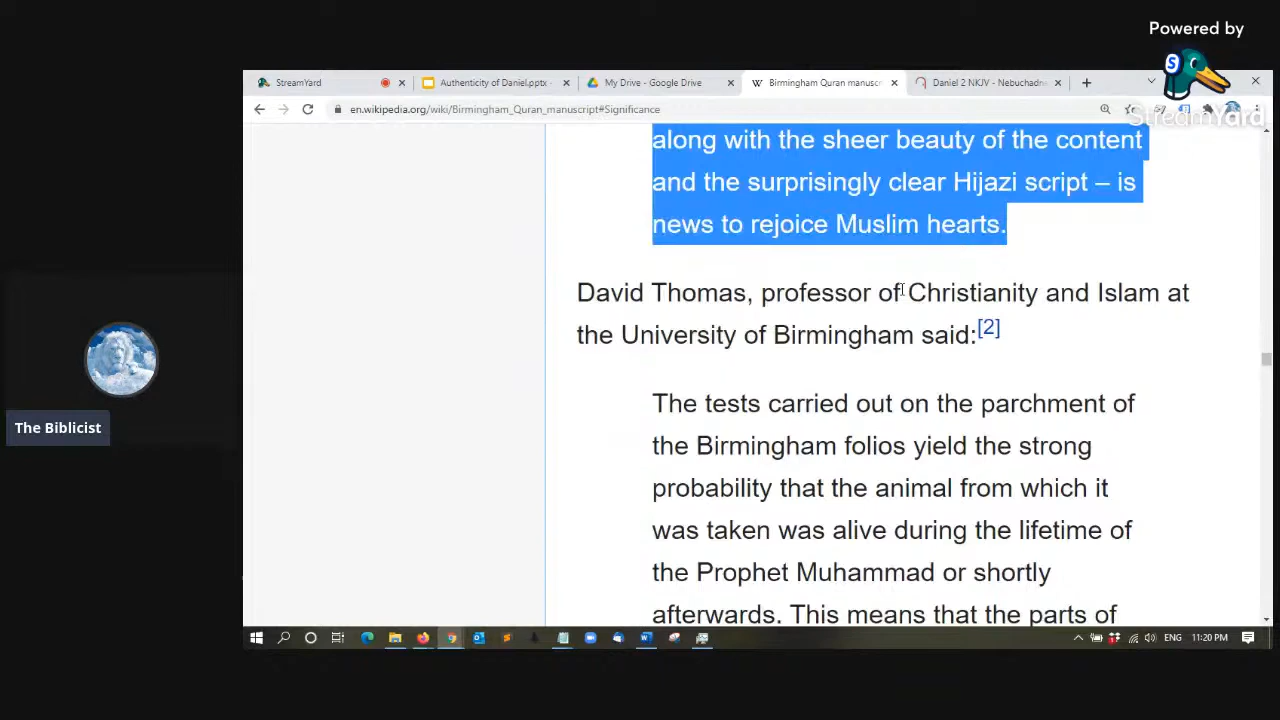 Powered by
StreamYard
StreamYard
Authenticity of Daniel.pptx -
My Drive - Google Drive
Birmingham Quran manuscr
Daniel 2 NKJV - Nebuchadn
en.wikipedia.org/wiki/Birmingham_Quran_manuscript#Significance
along with the sheer beauty of the content
and the surprisingly clear Hijazi script – is
news to rejoice Muslim hearts.
David Thomas, professor of Christianity and Islam at
the University of Birmingham said:[2]
The tests carried out on the parchment of
the Birmingham folios yield the strong
probability that the animal from which it
was taken was alive during the lifetime of
the Prophet Muhammad or shortly
afterwards. This means that the parts of
The Biblicist
ENG
11:20 PM